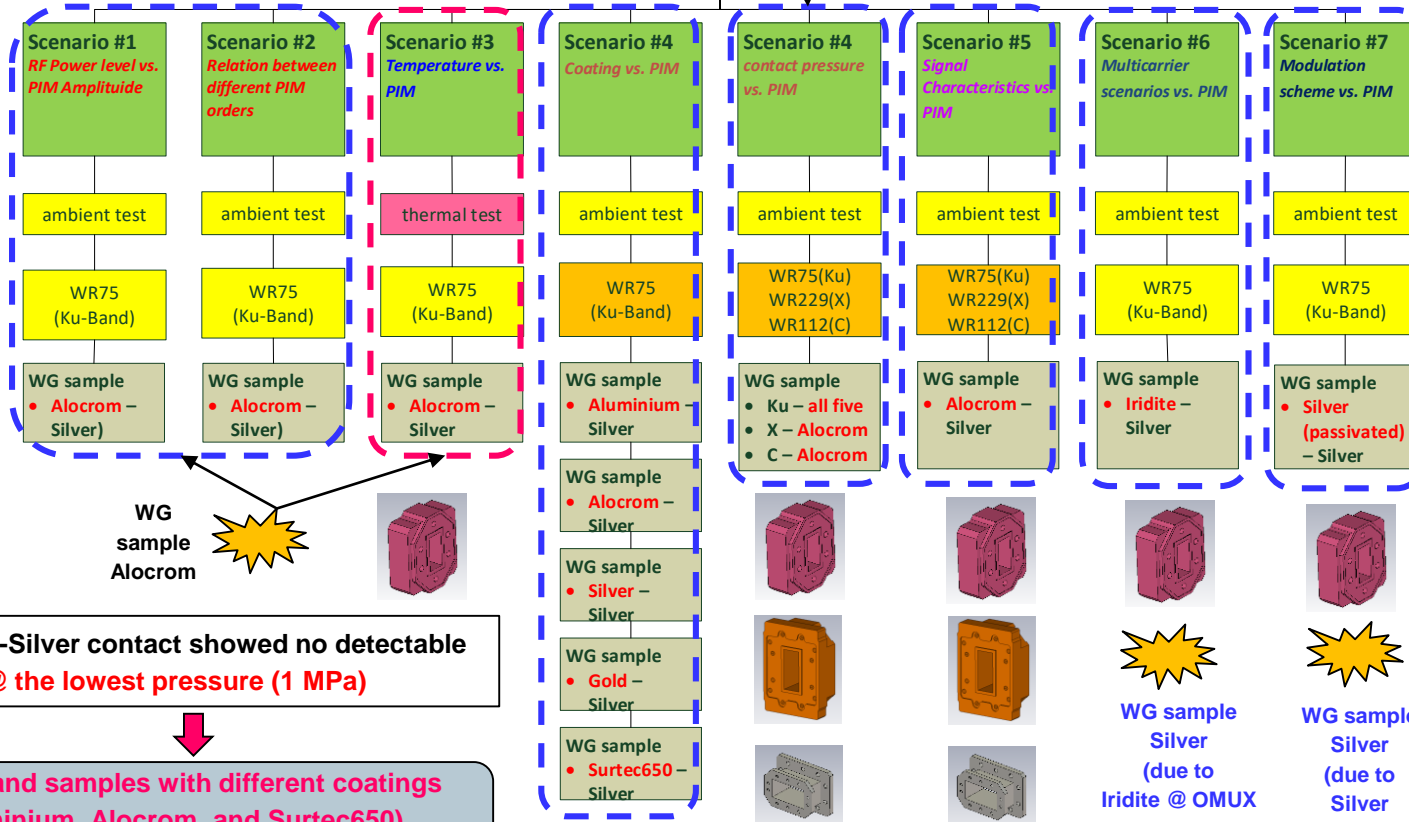 Scenario #1
RF Power level vs.
PIM Amplituide
ambient test
WR75
(Ku-Band)
WG sample
• Alocrom –
Silver)
Scenario #2
Relation between
different PIM
orders
ambient test
WR75
(Ku-Band)
WG sample
• Alocrom –
Silver)
Scenario #3
Temperature vs.
PIM
thermal test
WR75
(Ku-Band)
WG sample
• Alocrom –
Silver
Scenario #4
Coating vs. PIM
ambient test
WR75
(Ku-Band)
WG sample
• Aluminium –
Silver
WG sample
• Alocrom –
Silver
WG sample
• Silver –
Silver
WG sample
• Gold –
Silver
WG sample
• Surtec650 –
Silver
Scenario #4
contact pressure
vs. PIM
ambient test
WR75(Ku)
WR229(X)
WR112(C)
WG sample
• Ku – all five
• X – Alocrom
• C – Alocrom
Scenario #5
Signal
Characteristics vs.
PIM
ambient test
WR75(Ku)
WR229(X)
WR112(C)
WG sample
• Alocrom –
Silver
Scenario #6
Multicarrier
scenarios vs. PIM
ambient test
WR75
(Ku-Band)
WG sample
• Iridite –
Silver
WG sample
Silver
(due to
Iridite @ OMUX
Scenario #7
Modulation
scheme vs. PIM
ambient test
WR75
(Ku-Band)
WG sample
• Silver
(passivated)
– Silver
WG sample
Silver
(due to
Silver
WG
sample
Alocrom
-Silver contact showed no detectable
@ the lowest pressure (1 MPa)
and samples with different coatings
minium, Alocrom, and Surtec650)